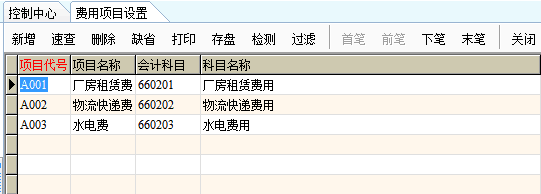 控制中心 费用项目设置
新增 速查 删除 缺省 打印 存盘 检测 过滤 首笔 前笔 下笔 末笔 关闭
项目代号 项目名称 会计科目 科目名称
A001 厂房租赁费 660201 厂房租赁费用
A002 物流快递费 660202 物流快递费用
A003 水电费 660203 水电费用